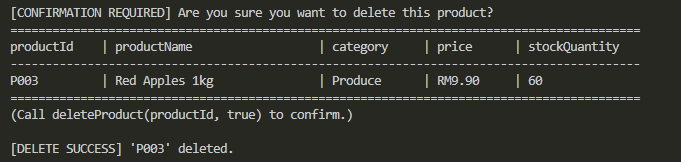 [CONFIRMATION REQUIRED] Are you sure you want to delete this product?
==========================================================================================
productId | productName | category | price | stockQuantity
------------------------------------------------------------------------------------------
P003 | Red Apples 1kg | Produce | RM9.90 | 60
==========================================================================================
(Call deleteProduct(productId, true) to confirm.)
[DELETE SUCCESS] 'P003' deleted.